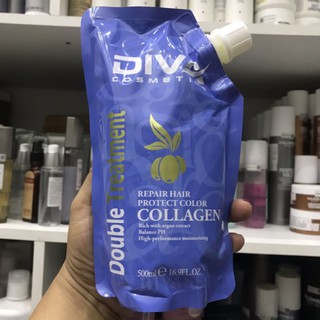 DIVA
COSMETIC
Double Treatment
REPAIR HAIR
PROTECT COLOR
COLLAGEN
Rich with argan extract
Balance PH
High-performance moisturizing
500ml ℮ 16.9FL.OZ.